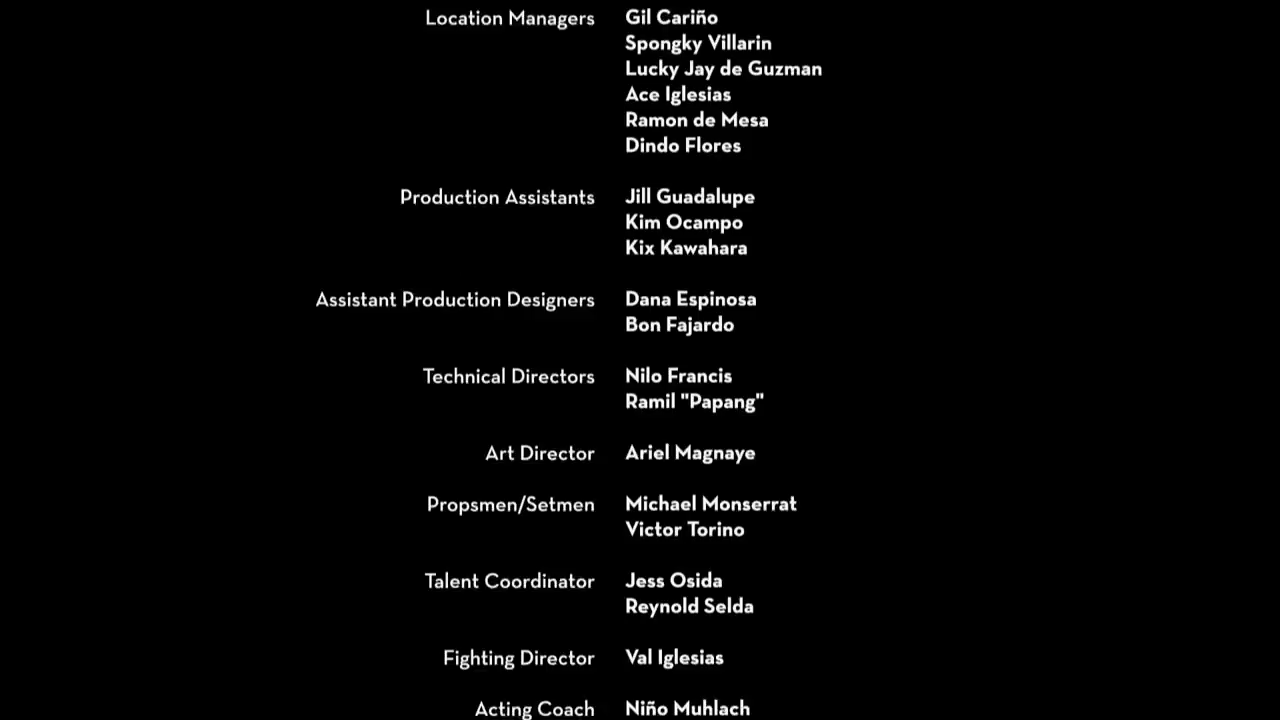 Location Managers Gil Cariño
Spongky Villarin
Lucky Jay de Guzman
Ace Iglesias
Ramon de Mesa
Dindo Flores
Production Assistants Jill Guadalupe
Kim Ocampo
Kix Kawahara
Assistant Production Designers Dana Espinosa
Bon Fajardo
Technical Directors Nilo Francis
Ramil "Papang"
Art Director Ariel Magnaye
Propsmen/Setmen Michael Monserrat
Victor Torino
Talent Coordinator Jess Osida
Reynold Selda
Fighting Director Val Iglesias
Acting Coach Niño Muhlach